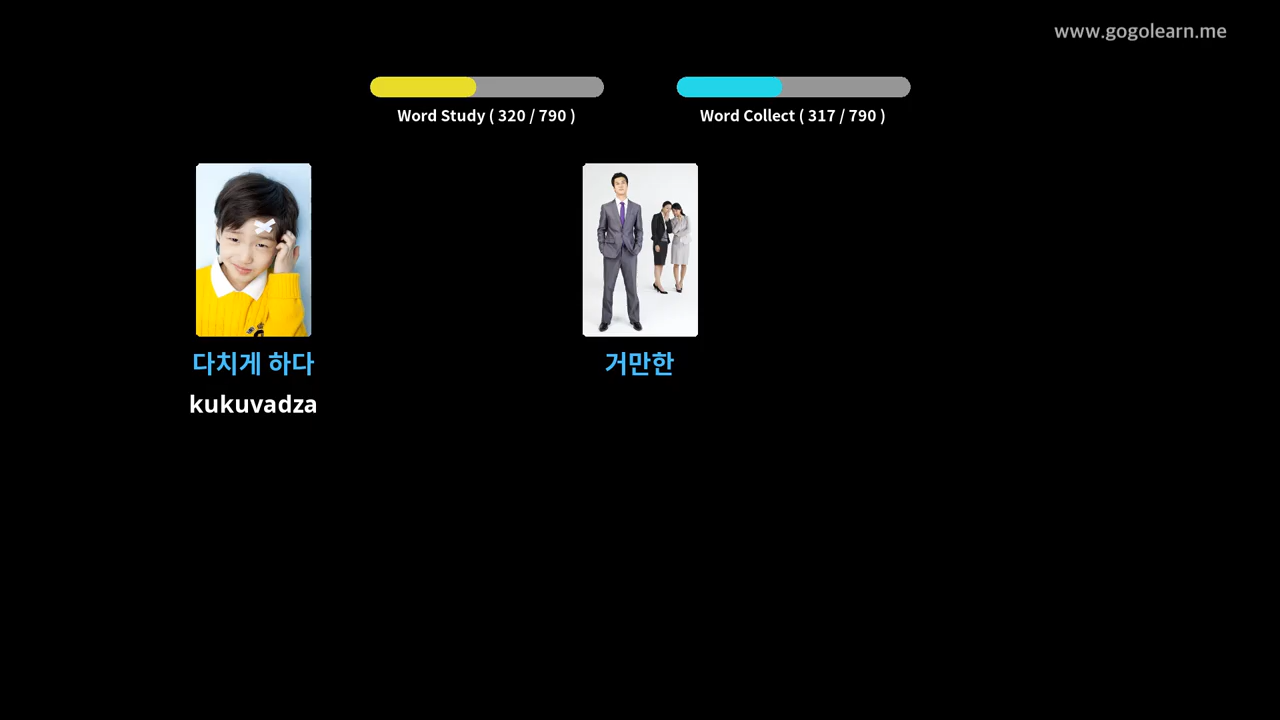 www.gogolearn.me
Word Study ( 320 / 790 )
Word Collect ( 317 / 790 )
다치게 하다
거만한
kukuvadza